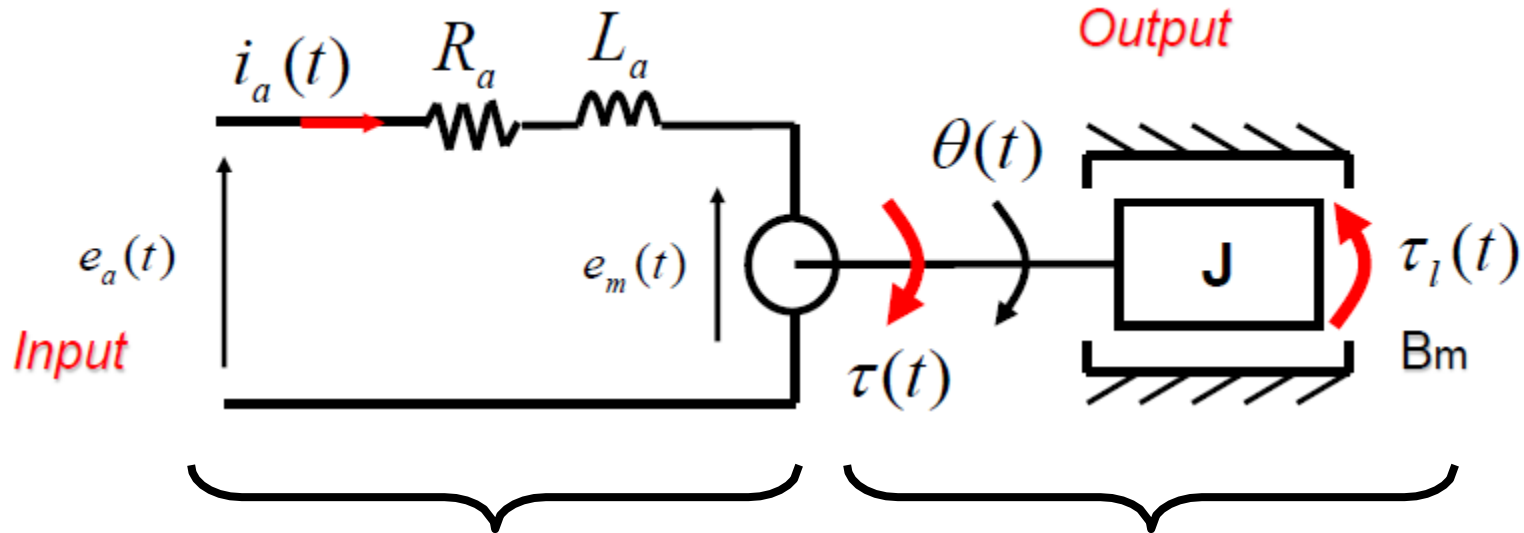 Output
i_a(t)
R_a
L_a
θ(t)
e_a(t)
e_m(t)
J
τ_l(t)
Input
τ(t)
Bm